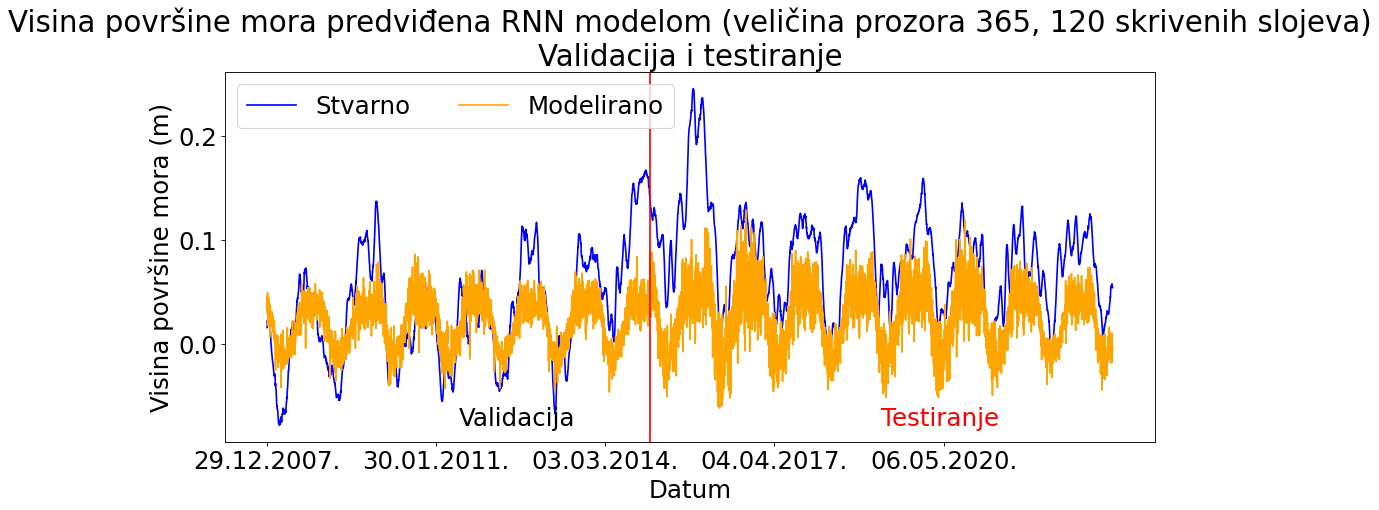 Visina površine mora predviđena RNN modelom (veličina prozora 365, 120 skrivenih slojeva)
Validacija i testiranje
Stvarno
Modelirano
Visina površine mora (m)
0.2
0.1
0.0
Validacija
Testiranje
29.12.2007.
30.01.2011.
03.03.2014.
04.04.2017.
06.05.2020.
Datum